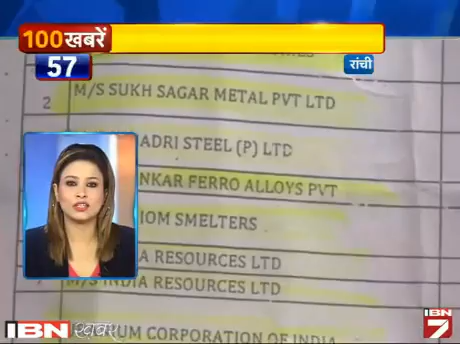 100 खबरें
57
रांची
2 M/S SUKH SAGAR METAL PVT LTD
ADRI STEEL (P) LTD
NKAR FERRO ALLOYS PVT
IOM SMELTERS
A RESOURCES LTD
M/S INDIA RESOURCES LTD
RUM CORPORATION OF INDIA
IBN खबर
IBN
7